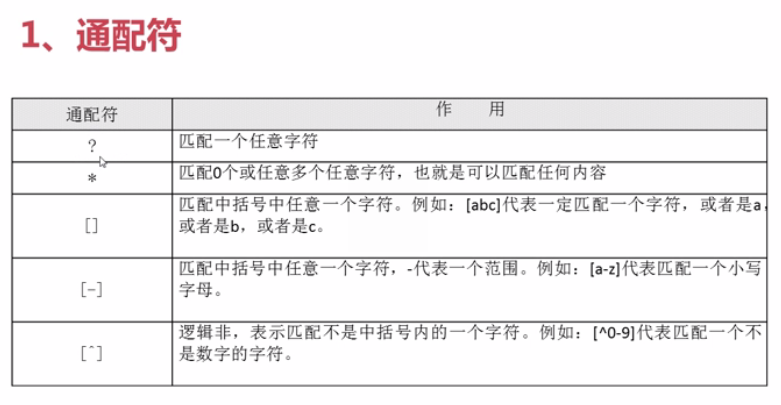 1、通配符
通配符 作 用
? 匹配一个任意字符
* 匹配0个或任意多个任意字符，也就是可以匹配任何内容
[] 匹配中括号中任意一个字符。例如：[abc]代表一定匹配一个字符，或者是a，
或者是b，或者是c。
[-] 匹配中括号中任意一个字符，-代表一个范围。例如：[a-z]代表匹配一个小写
字母。
[^] 逻辑非，表示匹配不是中括号内的一个字符。例如：[^0-9]代表匹配一个不
是数字的字符。